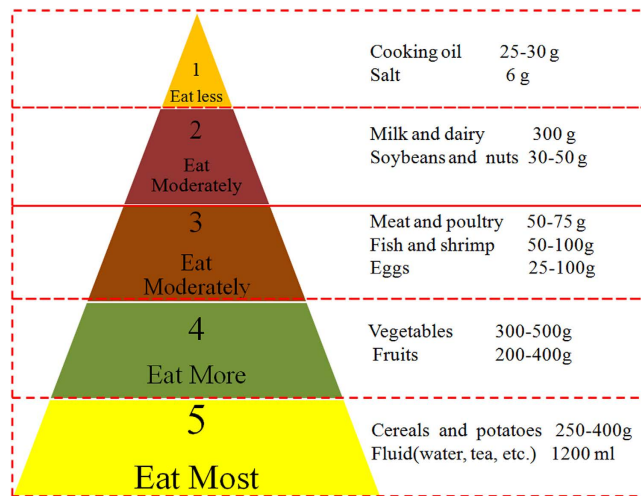 1
Eat less
Cooking oil 25-30 g
Salt 6 g
2
Eat
Moderately
Milk and dairy 300 g
Soybeans and nuts 30-50 g
3
Eat
Moderately
Meat and poultry 50-75 g
Fish and shrimp 50-100g
Eggs 25-100g
4
Eat More
Vegetables 300-500g
Fruits 200-400g
5
Eat Most
Cereals and potatoes 250-400g
Fluid(water, tea, etc.) 1200 ml